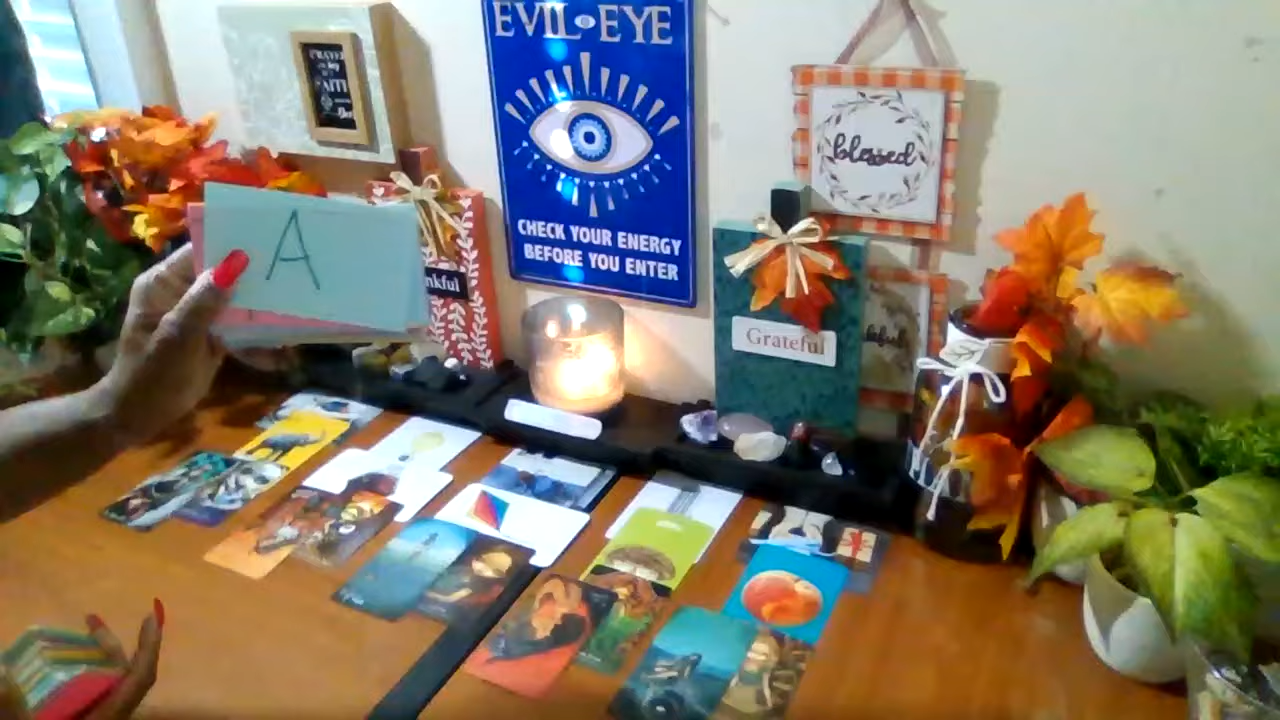 EVIL EYE
CHECK YOUR ENERGY
BEFORE YOU ENTER
blessed
A
nkful
Grateful